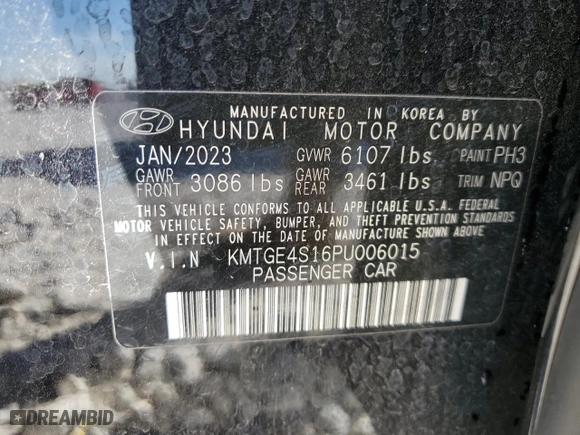 MANUFACTURED IN KOREA BY
HYUNDAI MOTOR COMPANY
JAN/2023 GVWR 6107 lbs PAINT PH3
GAWR FRONT 3086 lbs GAWR REAR 3461 lbs TRIM NPQ
THIS VEHICLE CONFORMS TO ALL APPLICABLE U.S.A. FEDERAL
MOTOR VEHICLE SAFETY, BUMPER, AND THEFT PREVENTION STANDARDS
IN EFFECT ON THE DATE OF MANUFACTURE SHOWN ABOVE
V.I.N KMTGE4S16PU006015
PASSENGER CAR
DREAMBID